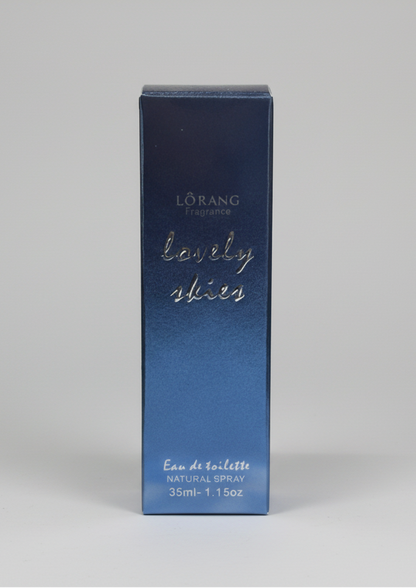 LÔRANG
Fragrance
lovely
skies
Eau de toilette
NATURAL SPRAY
35ml- 1.15oz